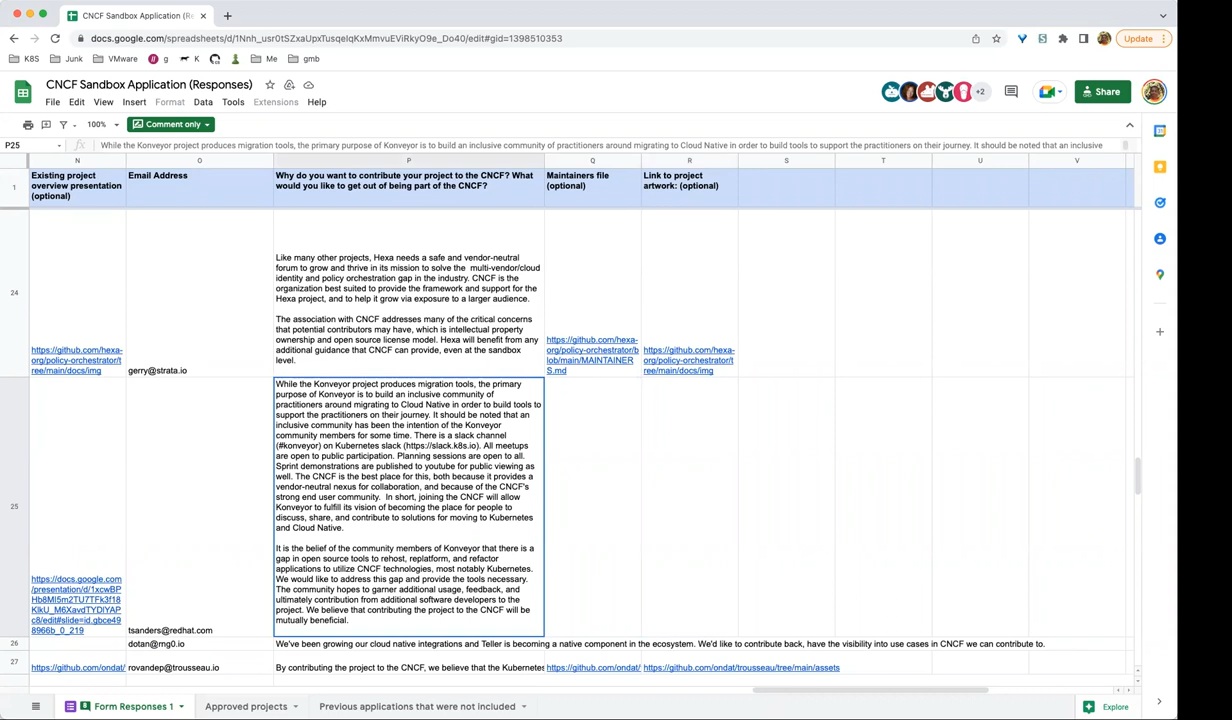 CNCF Sandbox Application (Re
docs.google.com/spreadsheets/d/1Nnh_usr0tSZxaUpxTusqeIqKxMmvuEViRkyO9e_Do40/edit#gid=1398510353
Update
K8S
Junk
VMware
g
K
Me
gmb
CNCF Sandbox Application (Responses)
File Edit View Insert Format Data Tools Extensions Help
+2
Share
100%
Comment only
P25
fx
While the Konveyor project produces migration tools, the primary purpose of Konveyor is to build an inclusive community of practitioners around migrating to Cloud Native in order to build tools to support the practitioners on their journey. It should be noted that an inclusive
N O P Q R S T U V
1
Existing project
overview presentation
(optional)
Email Address
Why do you want to contribute your project to the CNCF? What
would you like to get out of being part of the CNCF?
Maintainers file
(optional)
Link to project
artwork: (optional)
24
https://github.com/hexa-
org/policy-orchestrator/t
ree/main/docs/img
gerry@strata.io
Like many other projects, Hexa needs a safe and vendor-neutral
forum to grow and thrive in its mission to solve the  multi-vendor/cloud
identity and policy orchestration gap in the industry. CNCF is the
organization best suited to provide the framework and support for the
Hexa project, and to help it grow via exposure to a larger audience.
The association with CNCF addresses many of the critical concerns
that potential contributors may have, which is intellectual property
ownership and open source license model. Hexa will benefit from any
additional guidance that CNCF can provide, even at the sandbox
level.
https://github.com/hexa-
org/policy-orchestrator/b
lob/main/MAINTAINER
S.md
https://github.com/hexa-
org/policy-orchestrator/t
ree/main/docs/img
25
https://docs.google.com
/presentation/d/1xcwBP
Hb8MI5m2TU7TFk3f18
KlkU_M6XavdTYDlYAP
c8/edit#slide=id.gbce49
8966b_0_219
tsanders@redhat.com
While the Konveyor project produces migration tools, the primary
purpose of Konveyor is to build an inclusive community of
practitioners around migrating to Cloud Native in order to build tools to
support the practitioners on their journey. It should be noted that an
inclusive community has been the intention of the Konveyor
community members for some time. There is a slack channel
(#konveyor) on Kubernetes slack (https://slack.k8s.io). All meetups
are open to public participation. Planning sessions are open to all.
Sprint demonstrations are published to youtube for public viewing as
well. The CNCF is the best place for this, both because it provides a
vendor-neutral nexus for collaboration, and because of the CNCF's
strong end user community.  In short, joining the CNCF will allow
Konveyor to fulfill its vision of becoming the place for people to
discuss, share, and contribute to solutions for moving to Kubernetes
and Cloud Native.
It is the belief of the community members of Konveyor that there is a
gap in open source tools to rehost, replatform, and refactor
applications to utilize CNCF technologies, most notably Kubernetes.
We would like to address this gap and provide the tools necessary.
The community hopes to garner additional usage, feedback, and
ultimately contribution from additional software developers to the
project. We believe that contributing the project to the CNCF will be
mutually beneficial.
26
dotan@rng0.io
We've been growing our cloud native integrations and Teller is becoming a native component in the ecosystem. We'd like to contribute back, have the visibility into use cases in CNCF we can contribute to.
27
https://github.com/ondat/
rovandep@trousseau.io
By contributing the project to the CNCF, we believe that the Kubernetes
https://github.com/ondat/
https://github.com/ondat/trousseau/tree/main/assets
8 Form Responses 1
Approved projects
Previous applications that were not included
Explore